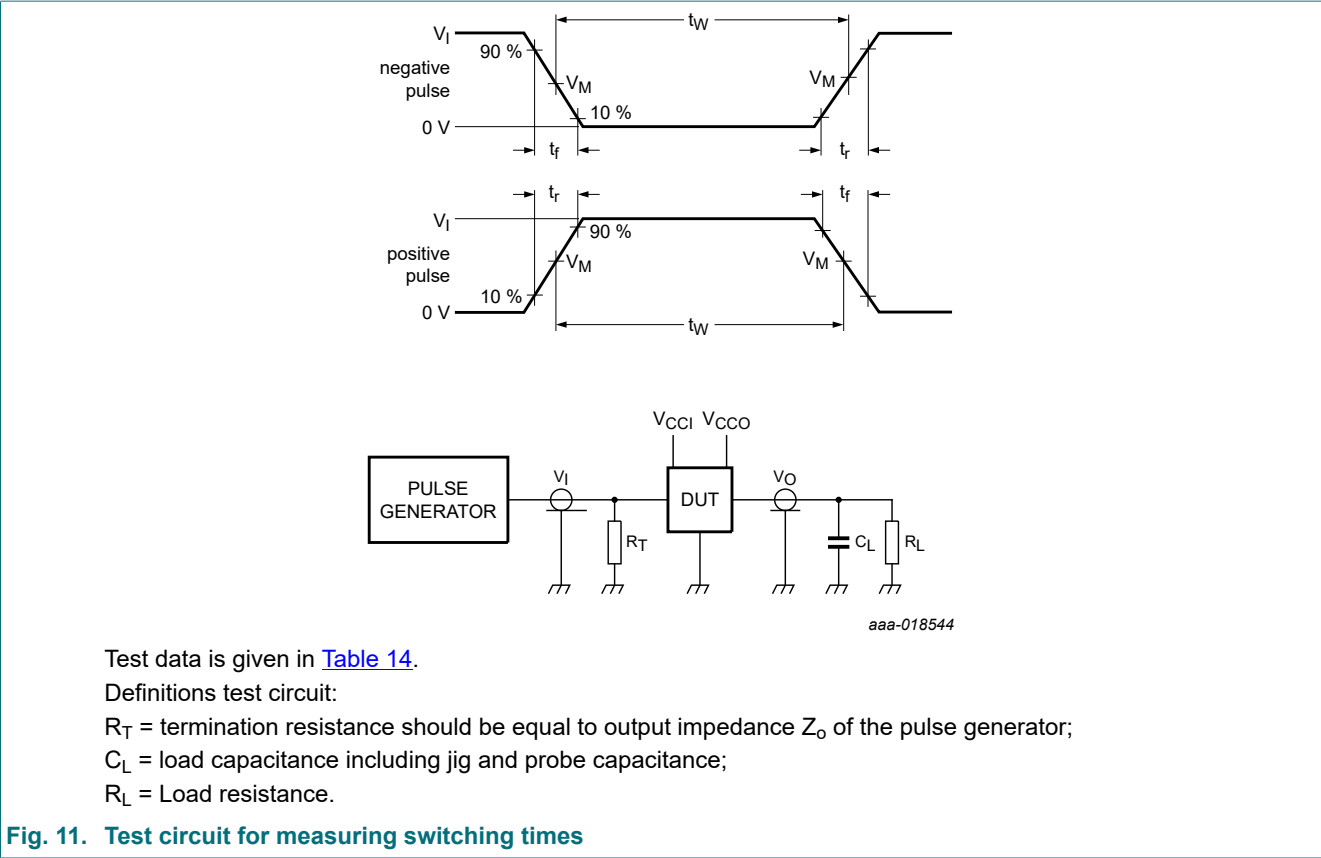 tW
VI
90 %
negative
pulse
VM
VM
10 %
0 V
tf
tr
tr
tf
VI
90 %
positive
pulse
VM
VM
10 %
0 V
tW
VCCI VCCO
PULSE
GENERATOR
VI
DUT
VO
RT
CL
RL
aaa-018544
Test data is given in Table 14.
Definitions test circuit:
RT = termination resistance should be equal to output impedance Zo of the pulse generator;
CL = load capacitance including jig and probe capacitance;
RL = Load resistance.
Fig. 11. Test circuit for measuring switching times